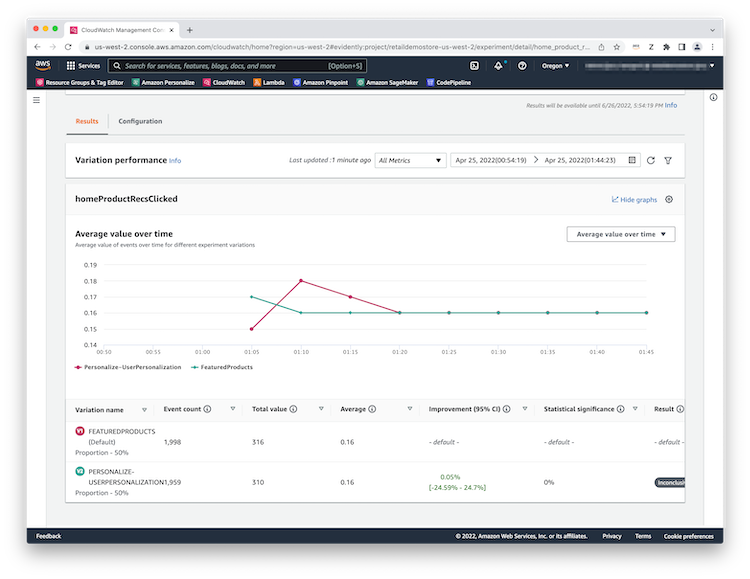 CloudWatch Management Con
us-west-2.console.aws.amazon.com/cloudwatch/home?region=us-west-2#evidently:project/retaildemostore-us-west-2/experiment/detail/home_product_r...
aws Services Search for services, features, blogs, docs, and more [Option+S] Oregon
Resource Groups & Tag Editor Amazon Personalize CloudWatch Lambda Amazon Pinpoint Amazon SageMaker CodePipeline
Results will be available until 6/26/2022, 5:54:19 PM Info
Results Configuration
Variation performance Info Last updated :1 minute ago All Metrics Apr 25, 2022(00:54:19) Apr 25, 2022(01:44:23)
homeProductRecsClicked Hide graphs
Average value over time Average value over time
Average value of events over time for different experiment variations
0.19
0.18
0.17
0.16
0.15
0.14
00:50 00:55 01:00 01:05 01:10 01:15 01:20 01:25 01:30 01:35 01:40 01:45
Personalize-UserPersonalization FeaturedProducts
Variation name Event count Total value Average Improvement (95% CI) Statistical significance Result
V1 FEATUREDPRODUCTS
(Default) 1,998 316 0.16 - default - - default - - default -
Proportion - 50%
V2 PERSONALIZE-
USERPERSONALIZATION 1,959 310 0.16 0.05% 0% Inconclusi
[-24.59% - 24.7%]
Proportion - 50%
Feedback © 2022, Amazon Web Services, Inc. or its affiliates. Privacy Terms Cookie preferences